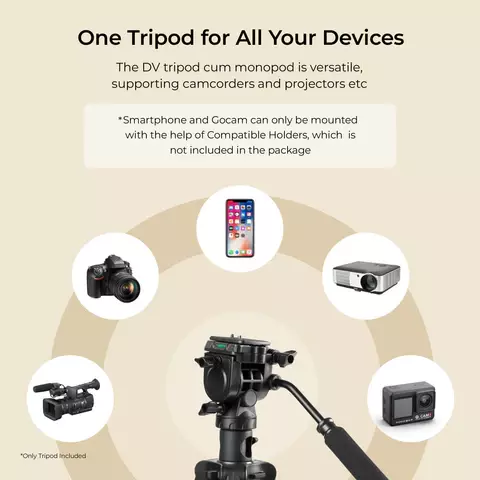 One Tripod for All Your Devices
The DV tripod cum monopod is versatile,
supporting camcorders and projectors etc
*Smartphone and Gocam can only be mounted
with the help of Compatible Holders, which is
not included in the package
*Only Tripod Included